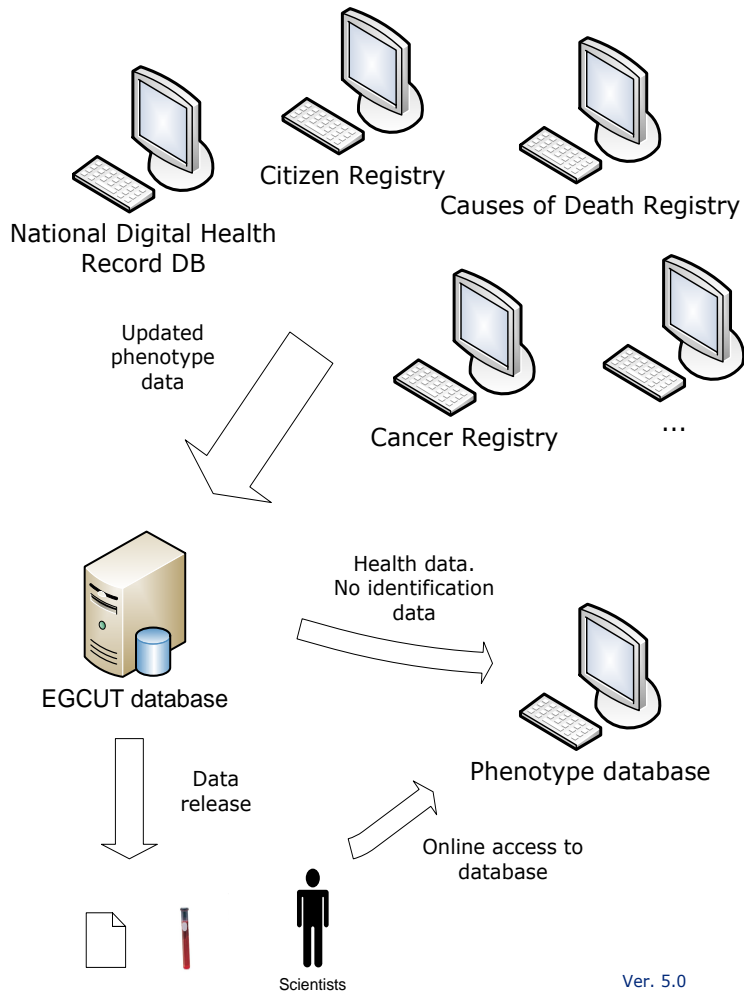 Citizen Registry
Causes of Death Registry
National Digital Health
Record DB
Updated
phenotype
data
Cancer Registry
...
Health data.
No identification
data
EGCUT database
Phenotype database
Data
release
Online access to
database
Scientists
Ver. 5.0